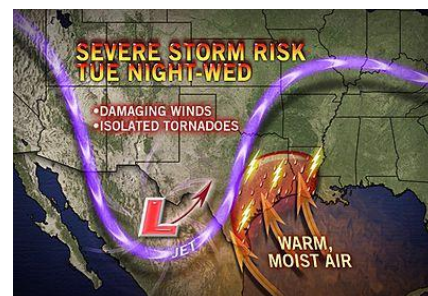 SEVERE STORM RISK
TUE NIGHT-WED
•DAMAGING WINDS
•ISOLATED TORNADOES
L
JET
WARM,
MOIST AIR